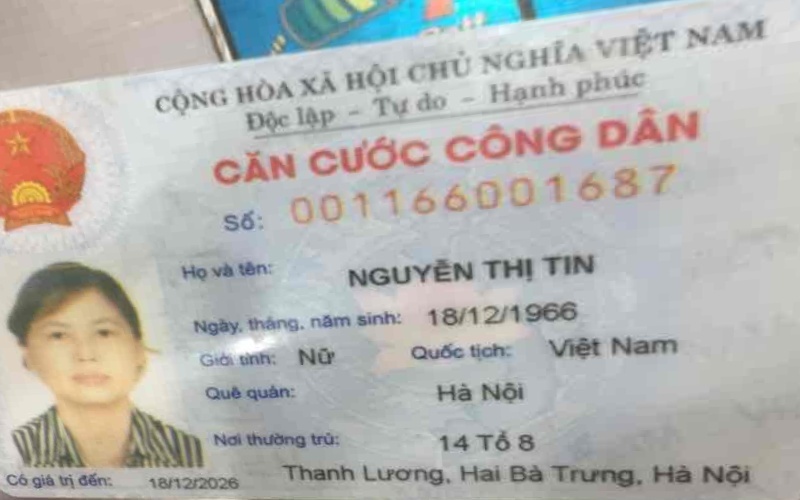 CỘNG HÒA XÃ HỘI CHỦ NGHĨA VIỆT NAM
Độc lập - Tự do - Hạnh phúc
CĂN CƯỚC CÔNG DÂN
Số: 001166001687
Họ và tên: NGUYỄN THỊ TIN
Ngày, tháng, năm sinh: 18/12/1966
Giới tính: Nữ Quốc tịch: Việt Nam
Quê quán: Hà Nội
Nơi thường trú: 14 Tổ 8
Thanh Lương, Hai Bà Trưng, Hà Nội
Có giá trị đến: 18/12/2026